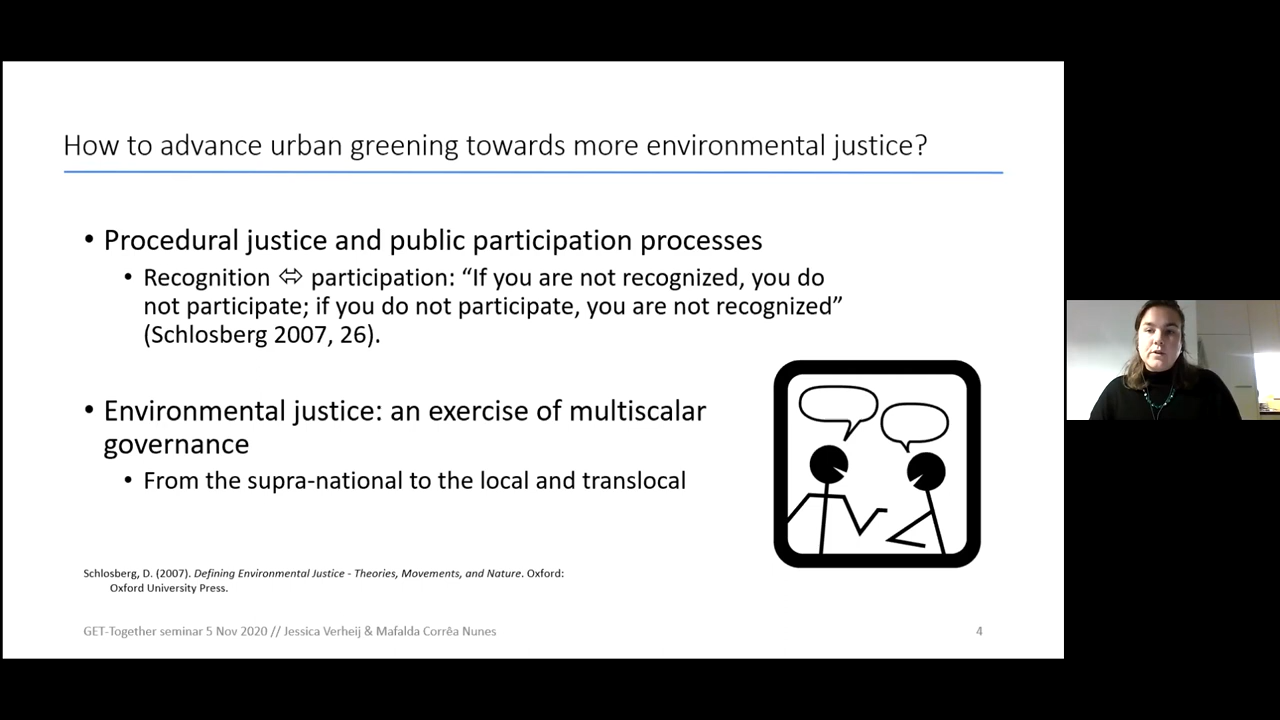 How to advance urban greening towards more environmental justice?
• Procedural justice and public participation processes
• Recognition ⬄ participation: “If you are not recognized, you do
not participate; if you do not participate, you are not recognized”
(Schlosberg 2007, 26).
• Environmental justice: an exercise of multiscalar
governance
• From the supra-national to the local and translocal
Schlosberg, D. (2007). Defining Environmental Justice - Theories, Movements, and Nature. Oxford:
Oxford University Press.
GET-Together seminar 5 Nov 2020 // Jessica Verheij & Mafalda Corrêa Nunes
4